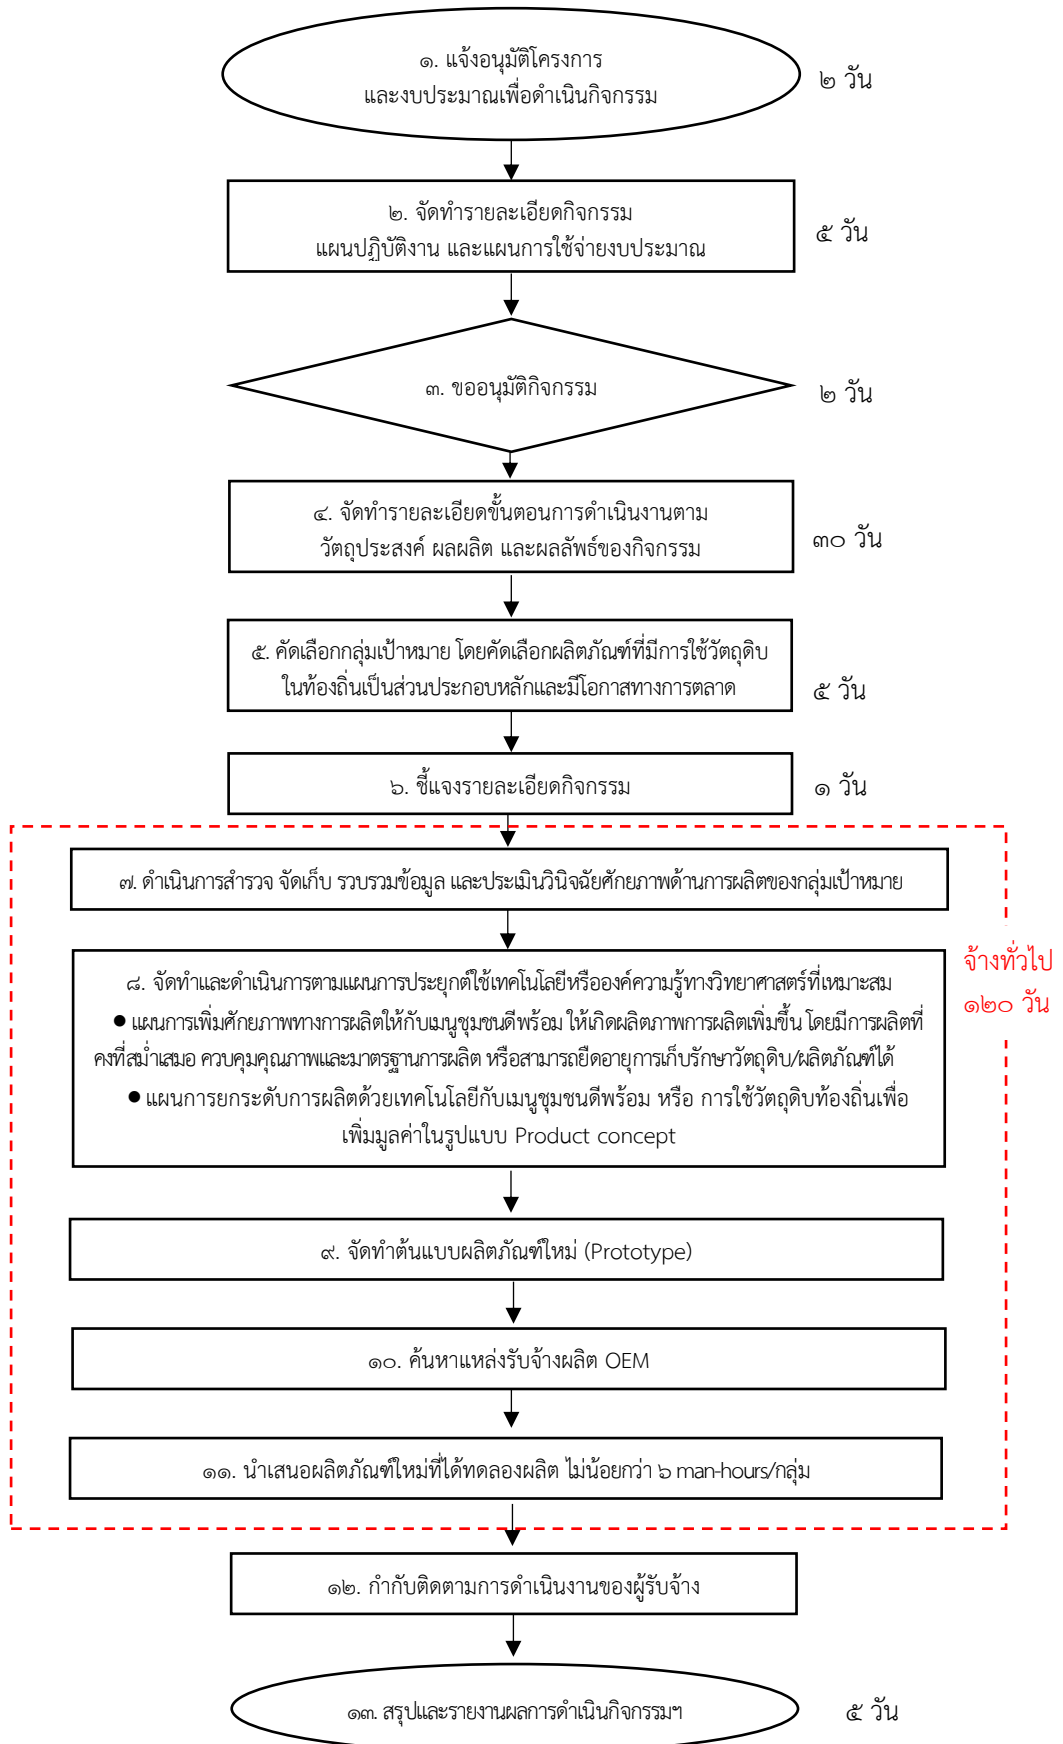 ๑. แจ้งอนุมัติโครงการ
และงบประมาณเพื่อดำเนินกิจกรรม
๒ วัน
๒. จัดทำรายละเอียดกิจกรรม
แผนปฏิบัติงาน และแผนการใช้จ่ายงบประมาณ
๕ วัน
๓. ขออนุมัติกิจกรรม
๒ วัน
๔. จัดทำรายละเอียดขั้นตอนการดำเนินงานตาม
วัตถุประสงค์ ผลผลิต และผลลัพธ์ของกิจกรรม
๓๐ วัน
๕. คัดเลือกกลุ่มเป้าหมาย โดยคัดเลือกผลิตภัณฑ์ที่มีการใช้วัตถุดิบ
ในท้องถิ่นเป็นส่วนประกอบหลักและมีโอกาสทางการตลาด
๕ วัน
๖. ชี้แจงรายละเอียดกิจกรรม
๑ วัน
๗. ดำเนินการสำรวจ จัดเก็บ รวบรวมข้อมูล และประเมินวินิจฉัยศักยภาพด้านการผลิตของกลุ่มเป้าหมาย
จ้างทั่วไป
๑๒๐ วัน
๘. จัดทำและดำเนินการตามแผนการประยุกต์ใช้เทคโนโลยีหรือองค์ความรู้ทางวิทยาศาสตร์ที่เหมาะสม
● แผนการเพิ่มศักยภาพทางการผลิตให้กับเมนูชุมชนดีพร้อม ให้เกิดผลิตภาพการผลิตเพิ่มขึ้น โดยมีการผลิตที่
คงที่สม่ำเสมอ ควบคุมคุณภาพและมาตรฐานการผลิต หรือสามารถยืดอายุการเก็บรักษาวัตถุดิบ/ผลิตภัณฑ์ได้
● แผนการยกระดับการผลิตด้วยเทคโนโลยีกับเมนูชุมชนดีพร้อม หรือ การใช้วัตถุดิบท้องถิ่นเพื่อ
เพิ่มมูลค่าในรูปแบบ Product concept
๙. จัดทำต้นแบบผลิตภัณฑ์ใหม่ (Prototype)
๑๐. ค้นหาแหล่งรับจ้างผลิต OEM
๑๑. นำเสนอผลิตภัณฑ์ใหม่ที่ได้ทดลองผลิต ไม่น้อยกว่า ๖ man-hours/กลุ่ม
๑๒. กำกับติดตามการดำเนินงานของผู้รับจ้าง
๑๓. สรุปและรายงานผลการดำเนินกิจกรรมฯ
๕ วัน